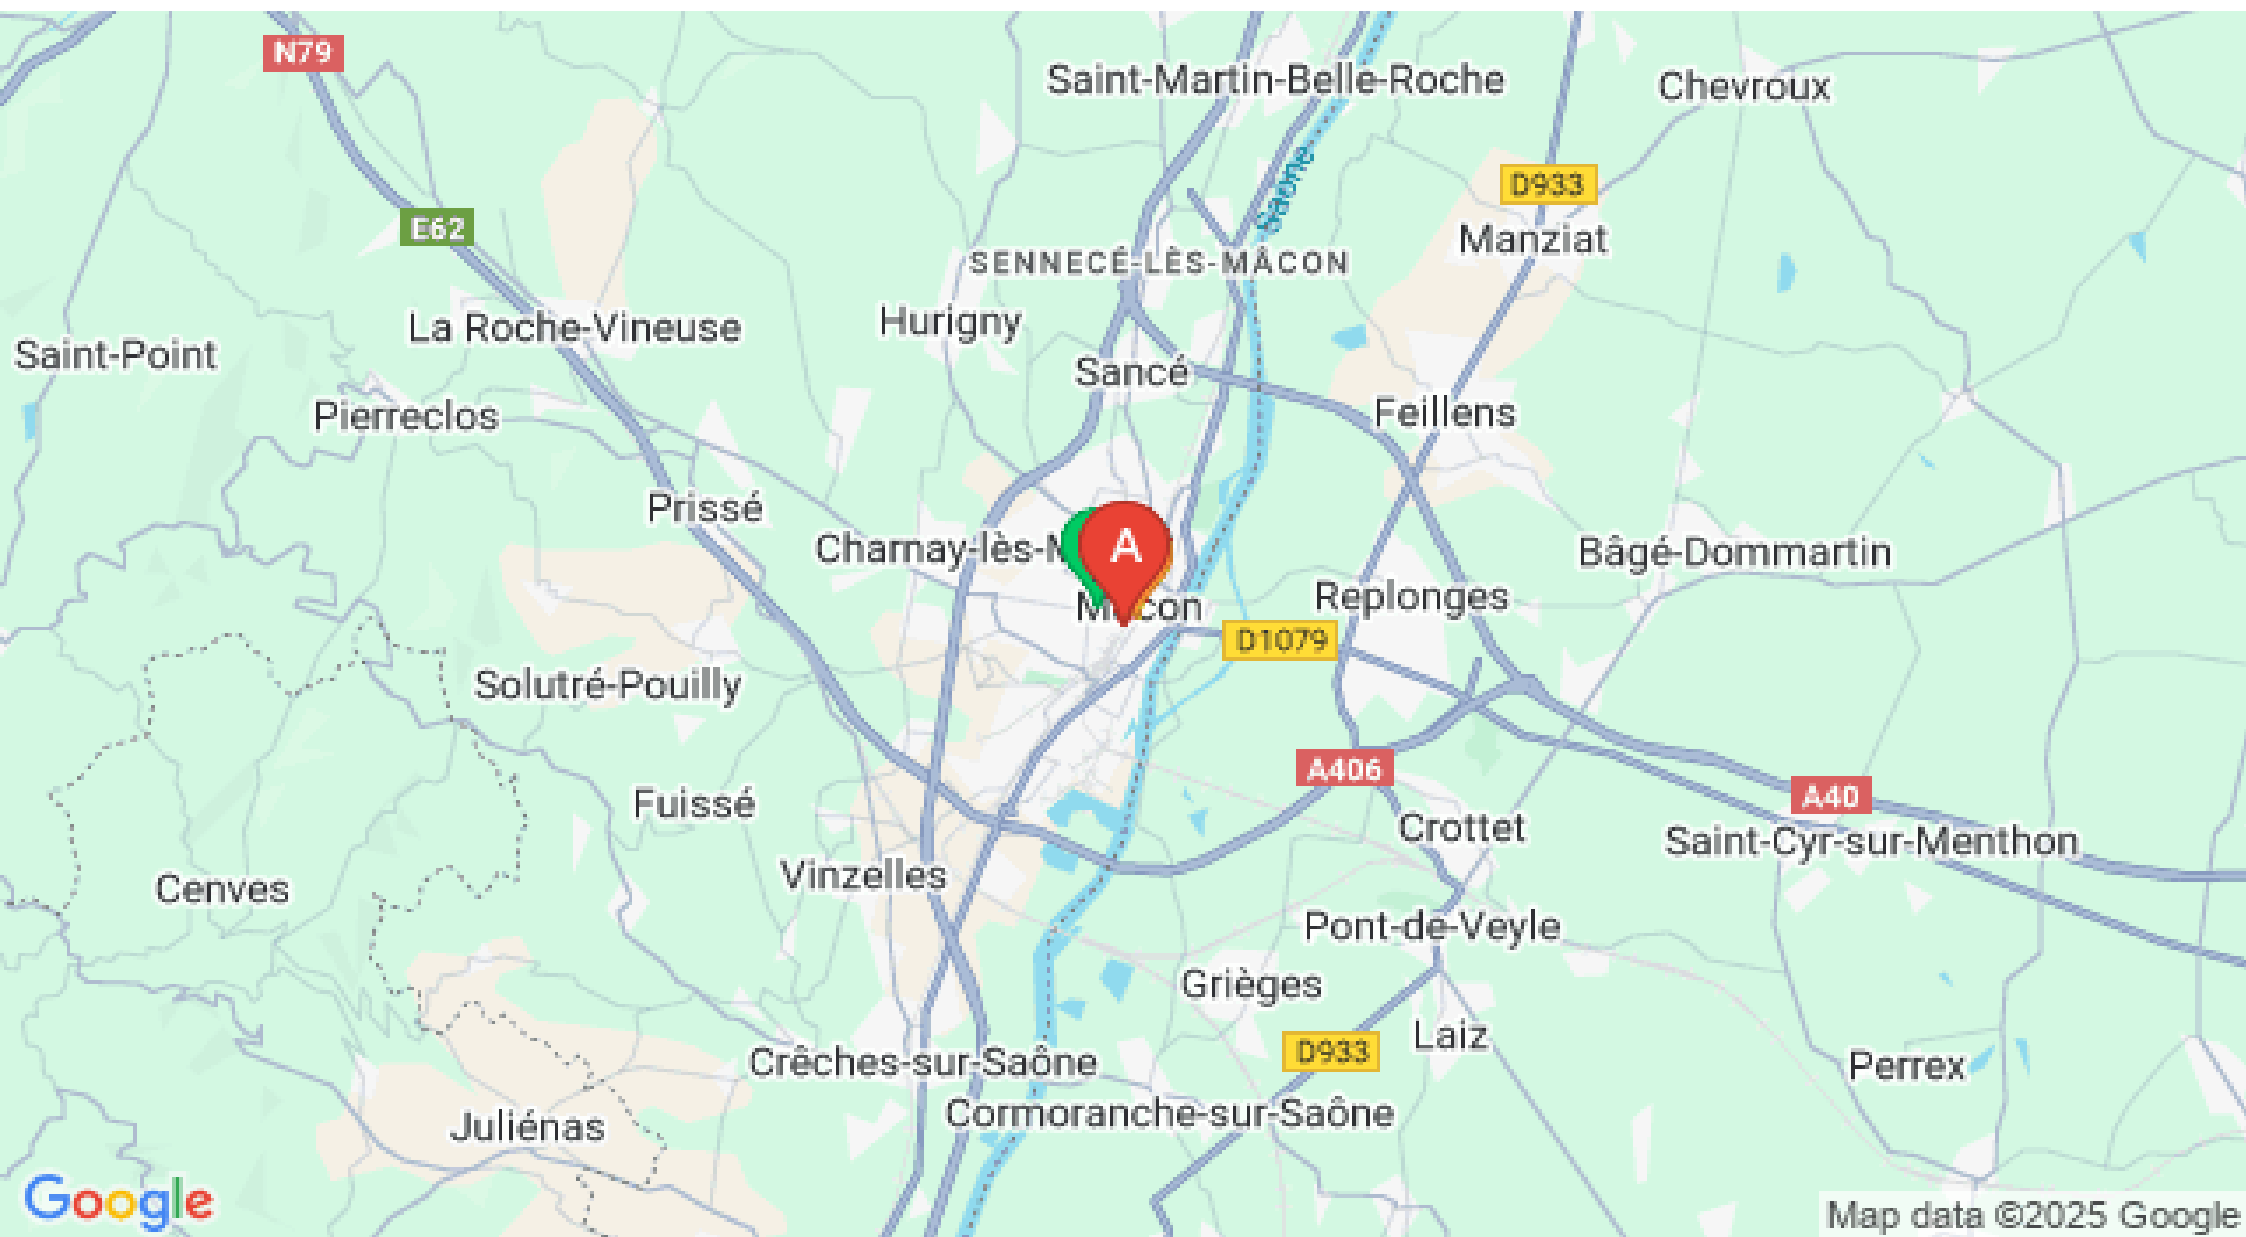 N79
Saint-Martin-Belle-Roche
Chevroux
Saône
D933
E62
Manziat
SENNECÉ-LÈS-MÂCON
Hurigny
La Roche-Vineuse
Saint-Point
Sancé
Pierreclos
Feillens
Prissé
A
Charnay-lès-M
Bâgé-Dommartin
Replonges
D1079
Solutré-Pouilly
A406
A40
Fuissé
Crottet
Saint-Cyr-sur-Menthon
Vinzelles
Cenves
Pont-de-Veyle
Grièges
Laiz
D933
Crêches-sur-Saône
Perrex
Cormoranche-sur-Saône
Juliénas
Google
Map data ©2025 Google